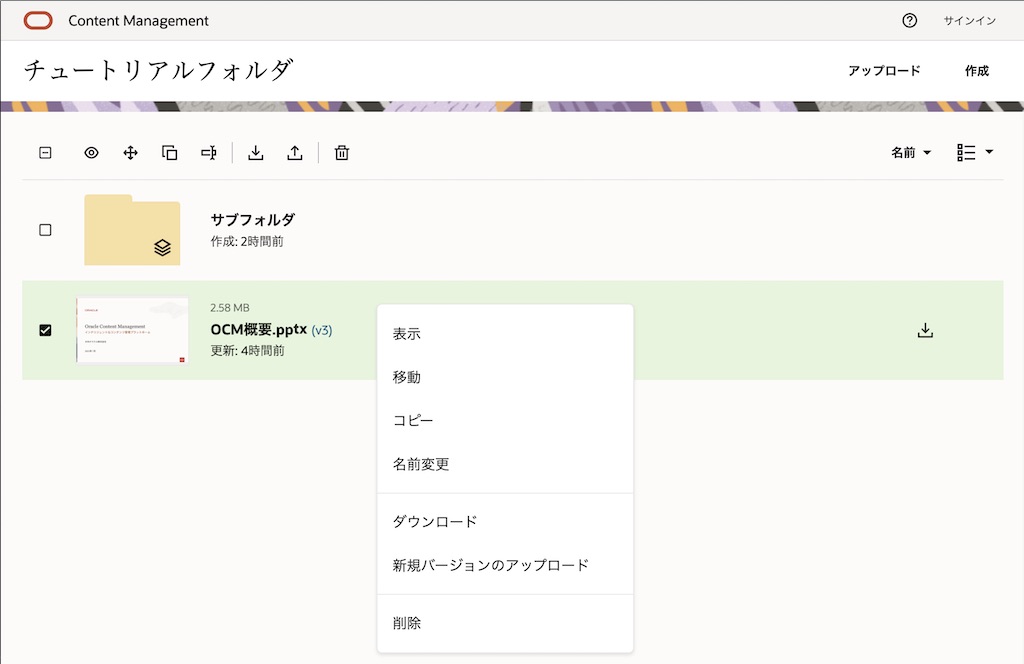 Content Management
サインイン
チュートリアルフォルダ
アップロード
作成
名前
サブフォルダ
作成: 2時間前
2.58 MB
OCM概要.pptx (v3)
更新: 4時間前
Oracle Content Management
表示
移動
コピー
名前変更
ダウンロード
新規バージョンのアップロード
削除